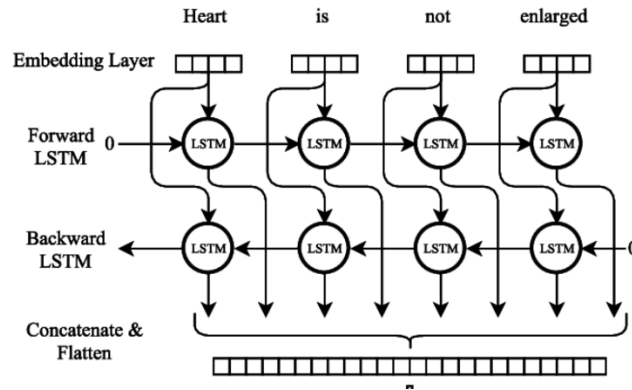 Heart is not enlarged
Embedding Layer
Forward
LSTM
0
LSTM LSTM LSTM LSTM
Backward
LSTM
LSTM LSTM LSTM LSTM
0
Concatenate &
Flatten